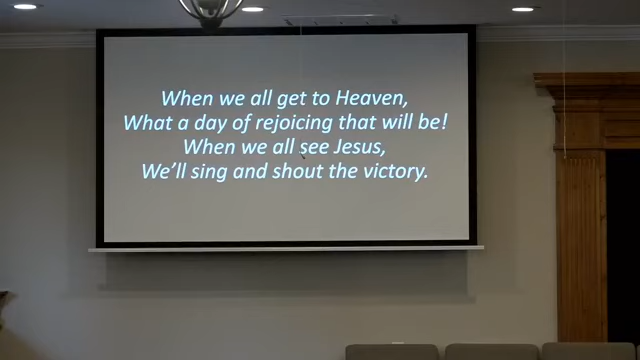 When we all get to Heaven,
What a day of rejoicing that will be!
When we all see Jesus,
We'll sing and shout the victory.